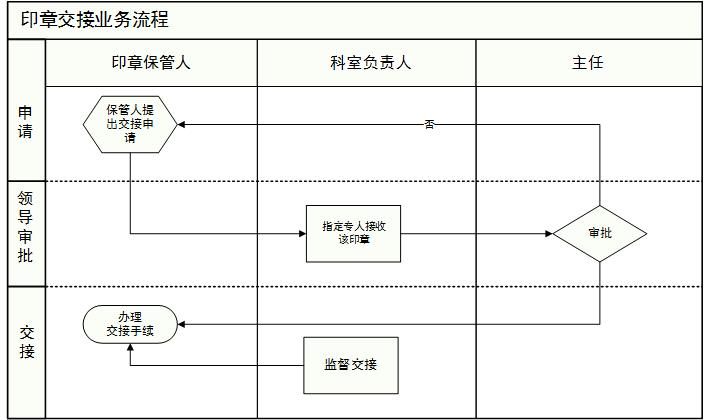 印章交接业务流程
印章保管人
科室负责人
主任
申
请
保管人提
出交接申
请
否
领
导
审
批
指定专人接收
该印章
审批
交
接
办理
交接手续
监督交接